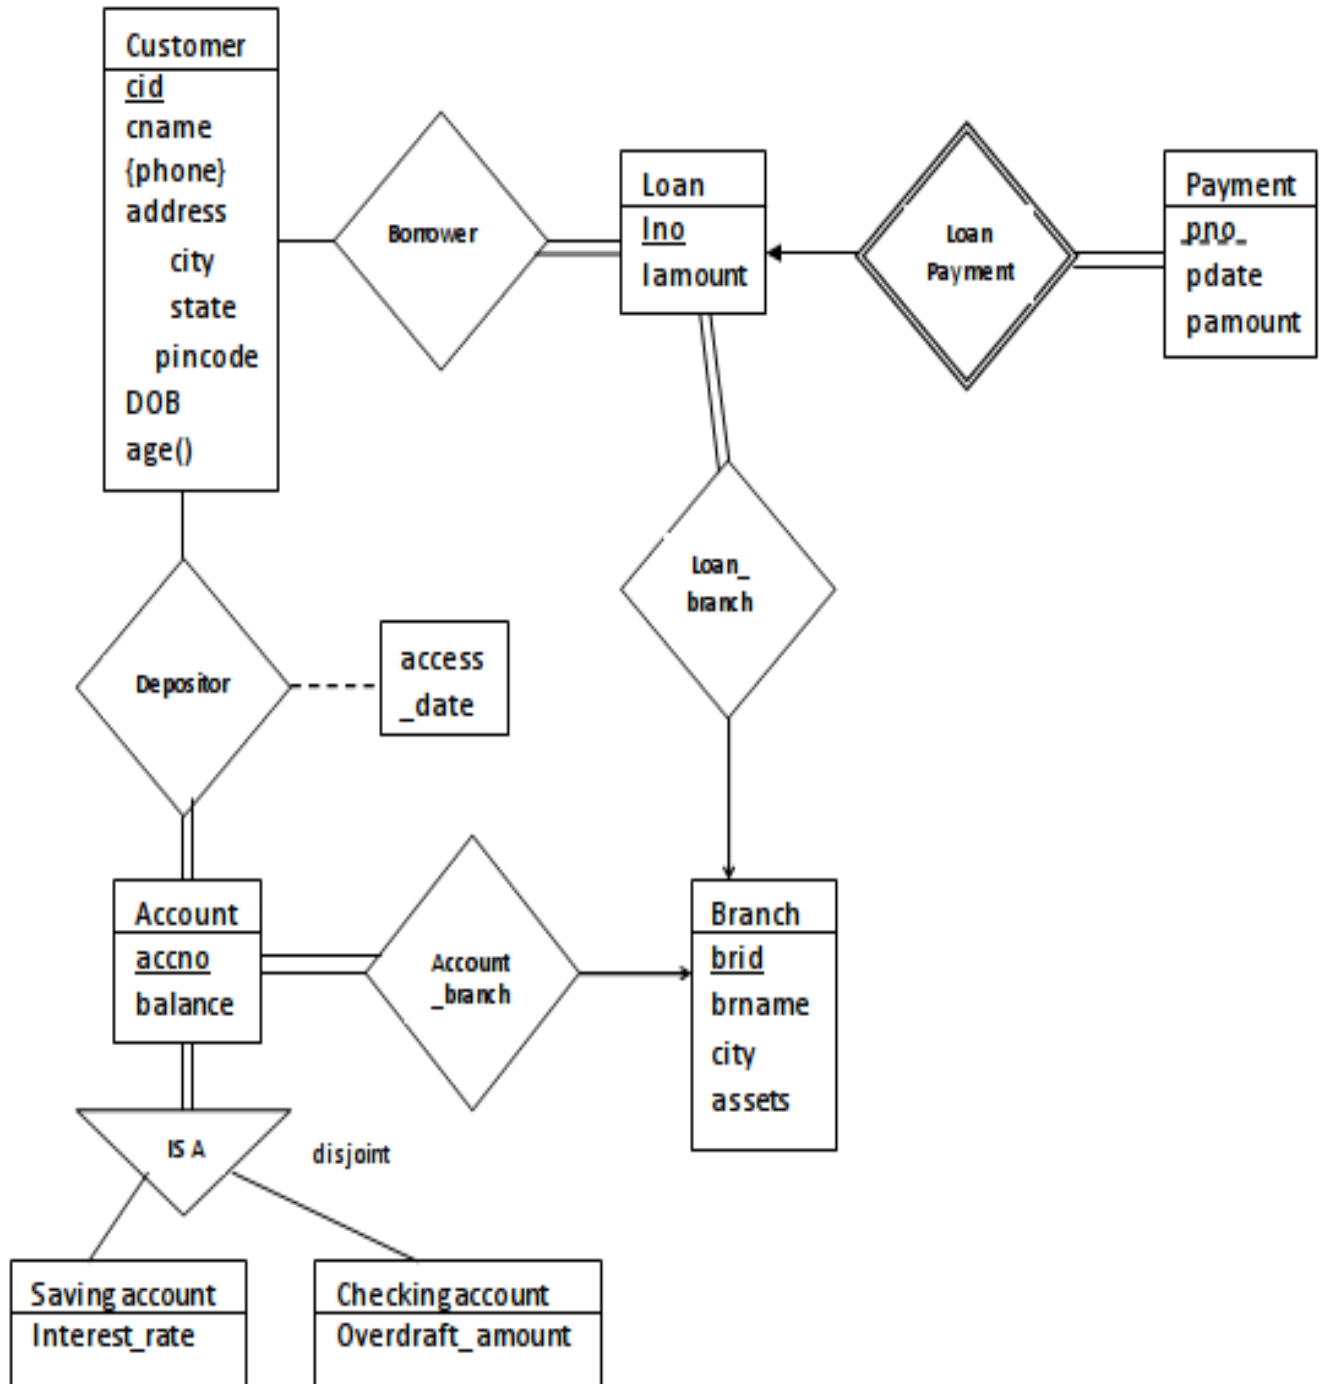 Customer
cid
cname
{phone}
address
city
state
pincode
DOB
age()
Borrower
Loan
lno
lamount
Loan
Payment
Payment
pno
pdate
pamount
Loan_
branch
Depositor
access
_date
Account
accno
balance
Account
_branch
Branch
brid
brname
city
assets
IS A
disjoint
Saving account
Interest_rate
Checking account
Overdraft_amount